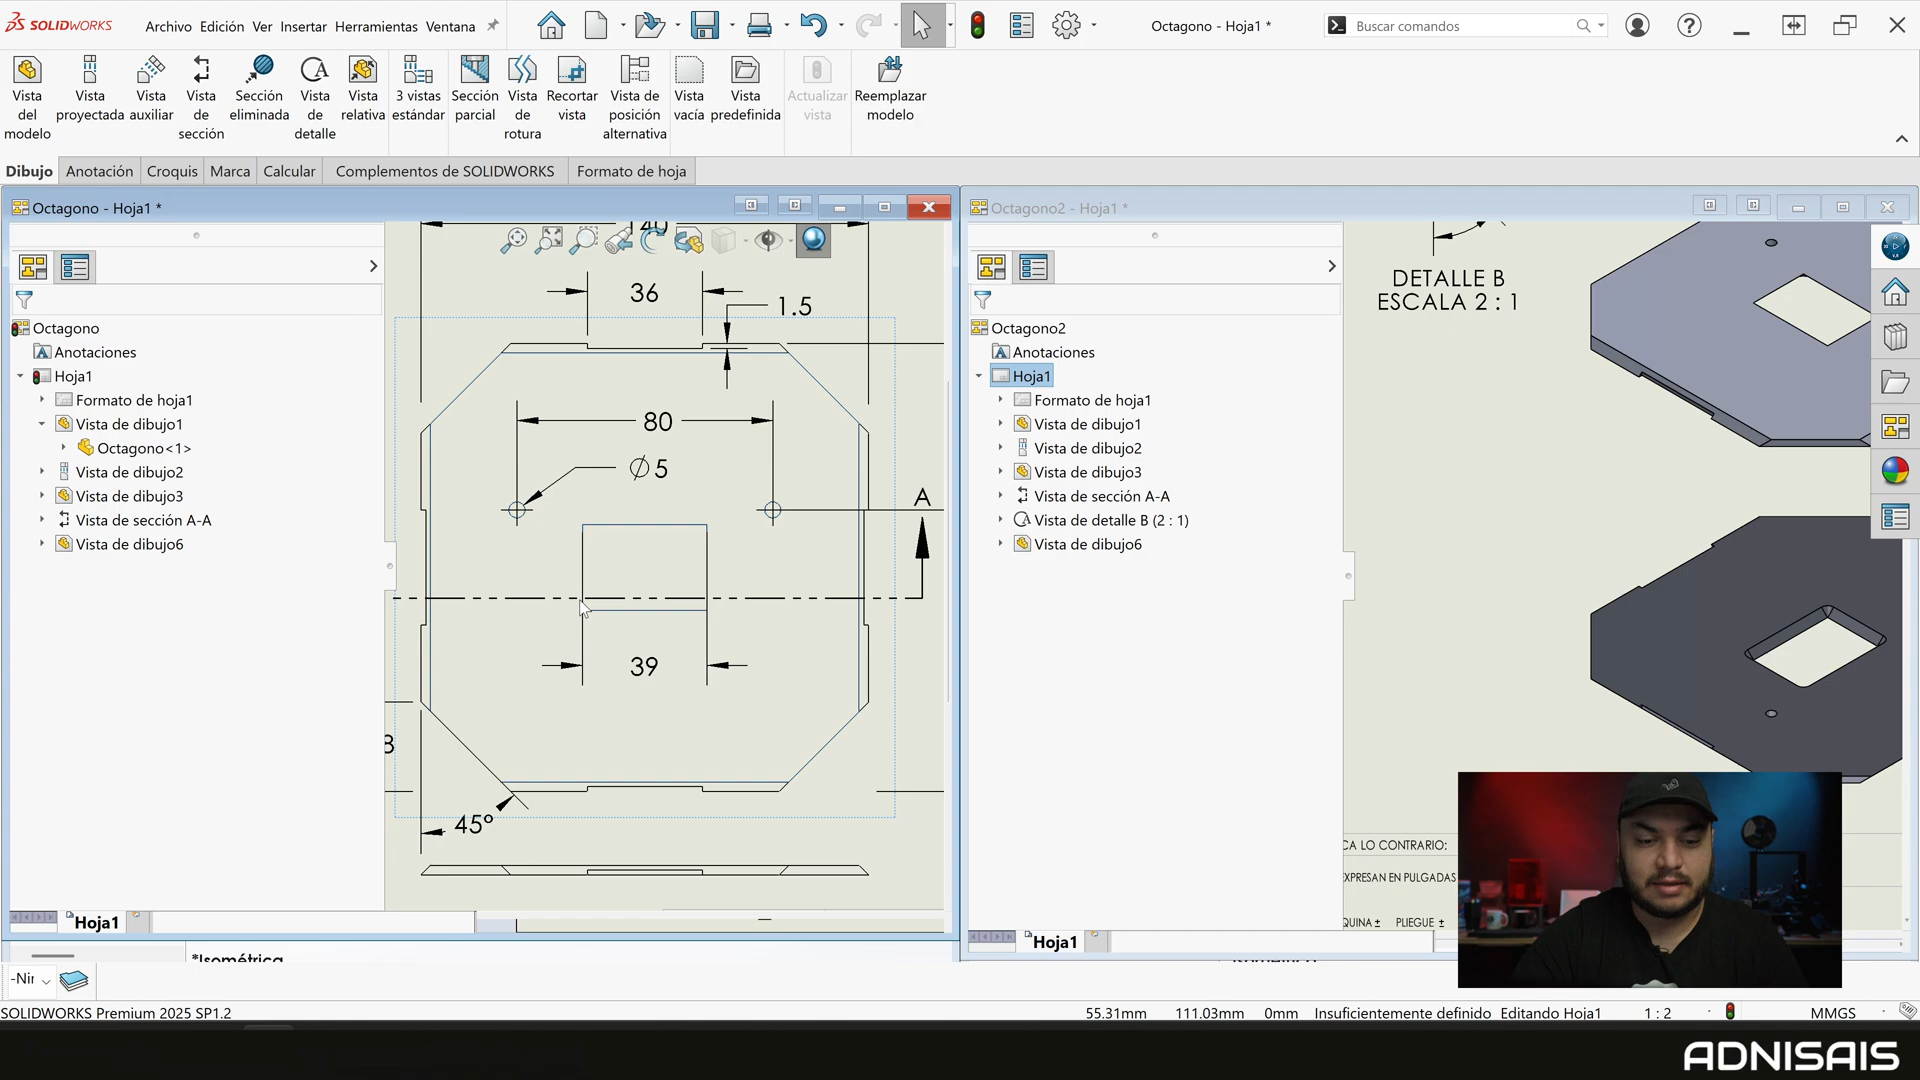 SOLIDWORKS
Archivo Edición Ver Insertar Herramientas Ventana
Octagono - Hoja1 *
Buscar comandos
Vista del modelo
Vista proyectada
Vista auxiliar
Vista de sección
Sección eliminada
Vista de detalle
Vista relativa
3 vistas estándar
Sección parcial
Vista de rotura
Recortar vista
Vista de posición alternativa
Vista vacía
Vista predefinida
Actualizar vista
Reemplazar modelo
Dibujo Anotación Croquis Marca Calcular Complementos de SOLIDWORKS Formato de hoja
Octagono - Hoja1 *
Octagono
Anotaciones
Hoja1
Formato de hoja1
Vista de dibujo1
Octagono<1>
Vista de dibujo2
Vista de dibujo3
Vista de sección A-A
Vista de dibujo6
140
36
1.5
80
∅5
A
39
8
45°
Hoja1
*Isométrica
Octagono2 - Hoja1 *
Octagono2
Anotaciones
Hoja1
Formato de hoja1
Vista de dibujo1
Vista de dibujo2
Vista de dibujo3
Vista de sección A-A
Vista de detalle B (2 : 1)
Vista de dibujo6
DETALLE B
ESCALA 2 : 1
CA LO CONTRARIO:
EXPRESAN EN PULGADAS
QUINA ± PLIEGUE ±
Hoja1
-Nir
SOLIDWORKS Premium 2025 SP1.2
55.31mm 111.03mm 0mm Insuficientemente definido Editando Hoja1 1 : 2 MMGS
ADNISAIS